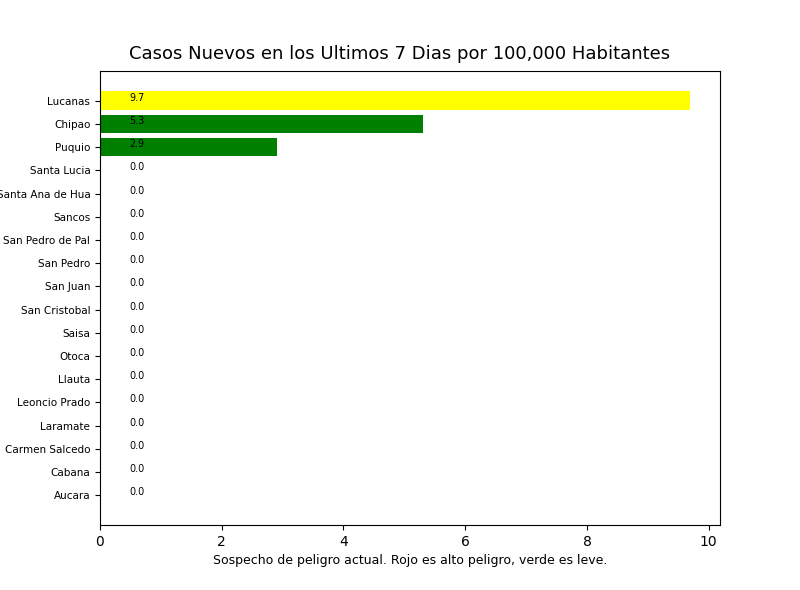 Casos Nuevos en los Ultimos 7 Dias por 100,000 Habitantes
Lucanas 9.7
Chipao 5.3
Puquio 2.9
Santa Lucia 0.0
Santa Ana de Hua 0.0
Sancos 0.0
San Pedro de Pal 0.0
San Pedro 0.0
San Juan 0.0
San Cristobal 0.0
Saisa 0.0
Otoca 0.0
Llauta 0.0
Leoncio Prado 0.0
Laramate 0.0
Carmen Salcedo 0.0
Cabana 0.0
Aucara 0.0
0 2 4 6 8 10
Sospecho de peligro actual. Rojo es alto peligro, verde es leve.